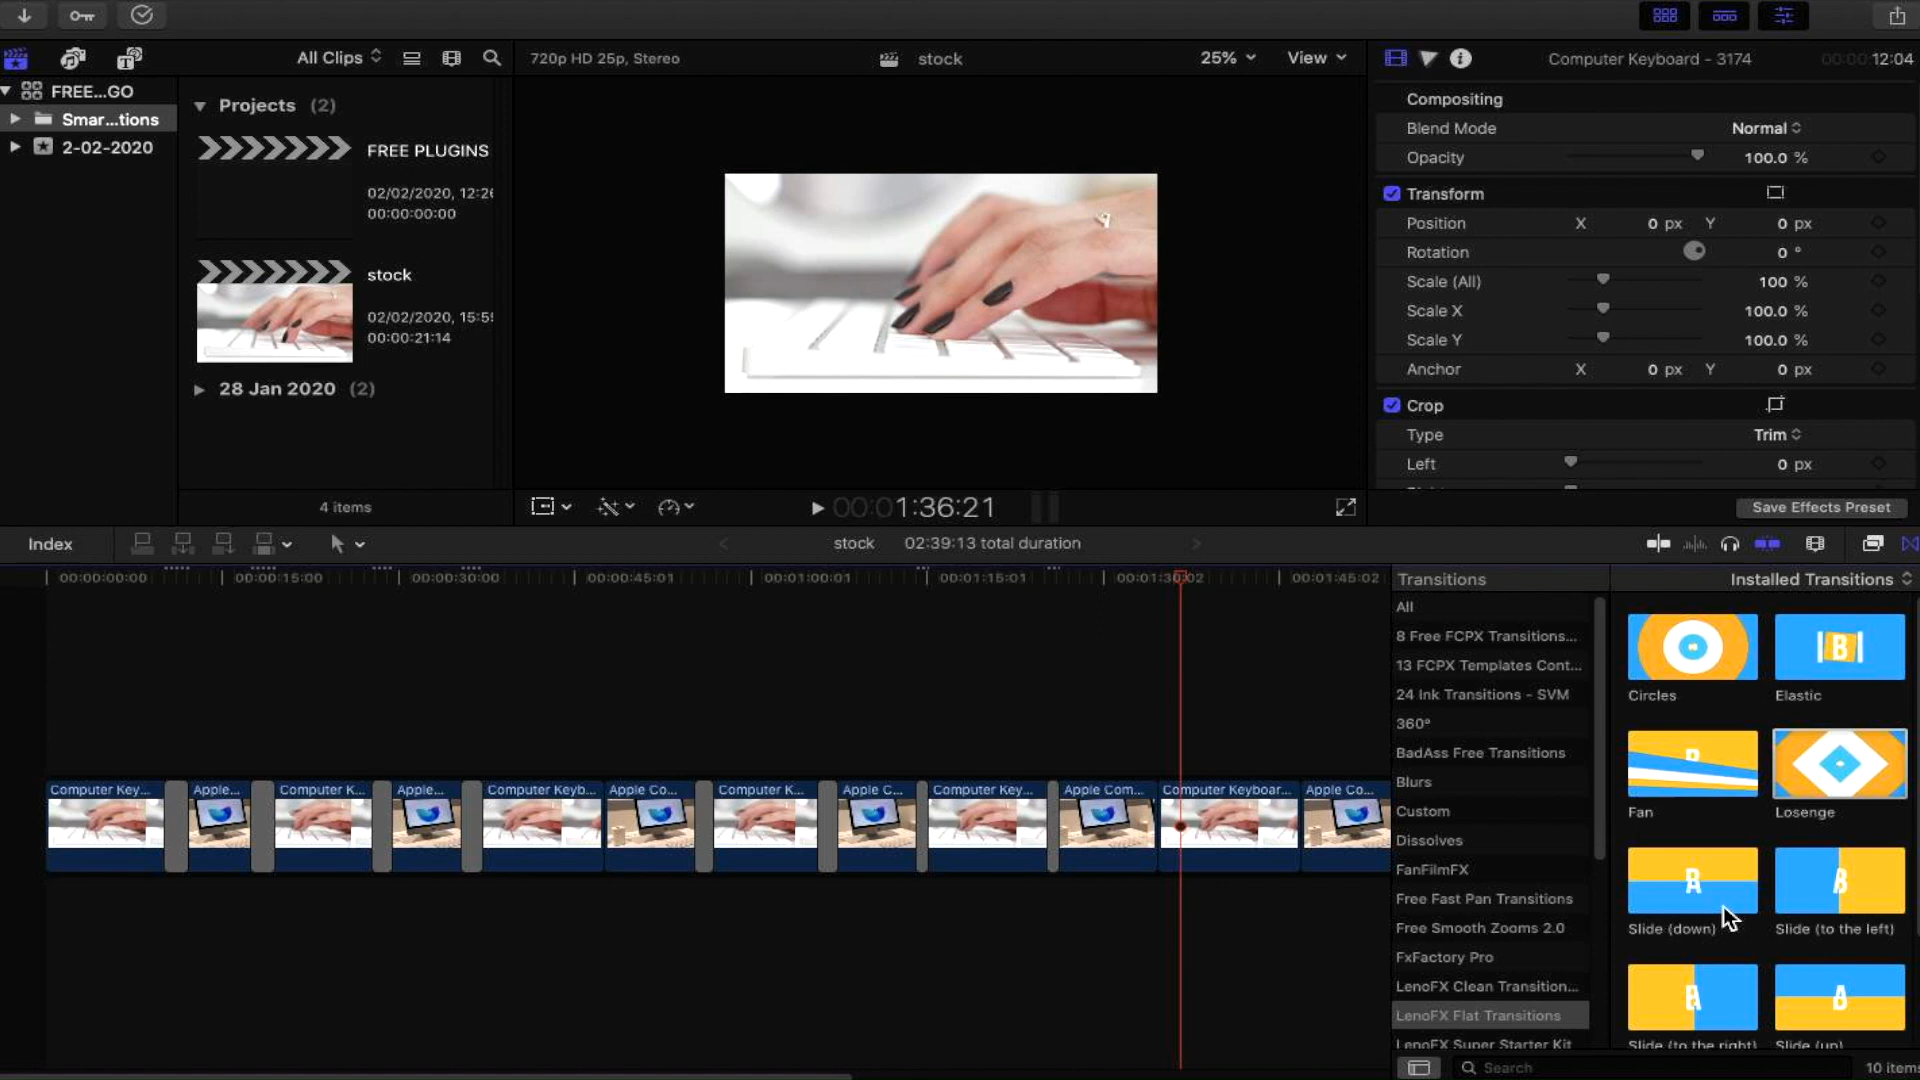 All Clips
720p HD 25p, Stereo
stock
25%
View
Computer Keyboard - 3174
00:00:12:04
FREE...GO
Smar...tions
2-02-2020
Projects (2)
FREE PLUGINS
02/02/2020, 12:26
00:00:00:00
stock
02/02/2020, 15:5
00:00:21:14
28 Jan 2020 (2)
4 items
00:01:36:21
Compositing
Blend Mode
Normal
Opacity
100.0 %
Transform
Position
X
0 px
Y
0 px
Rotation
0 °
Scale (All)
100 %
Scale X
100.0 %
Scale Y
100.0 %
Anchor
X
0 px
Y
0 px
Crop
Type
Trim
Left
0 px
Save Effects Preset
Index
stock
02:39:13 total duration
00:00:00:00
00:00:15:00
00:00:30:00
00:00:45:01
00:01:00:01
00:01:15:01
00:01:30:02
00:01:45:02
Computer Key...
Apple...
Computer K...
Apple...
Computer Keyb...
Apple Co...
Computer K...
Apple C...
Computer Key...
Apple Com...
Computer Keyboar...
Apple Co...
Transitions
All
8 Free FCPX Transitions...
13 FCPX Templates Cont...
24 Ink Transitions - SVM
360°
BadAss Free Transitions
Blurs
Custom
Dissolves
FanFilmFX
Free Fast Pan Transitions
Free Smooth Zooms 2.0
FxFactory Pro
LenoFX Clean Transition...
LenoFX Flat Transitions
LenoFX Super Starter Kit
Installed Transitions
Circles
B
Elastic
Fan
Losenge
Slide (down)
Slide (to the left)
Slide (to the right)
Slide (up)
Search
10 items